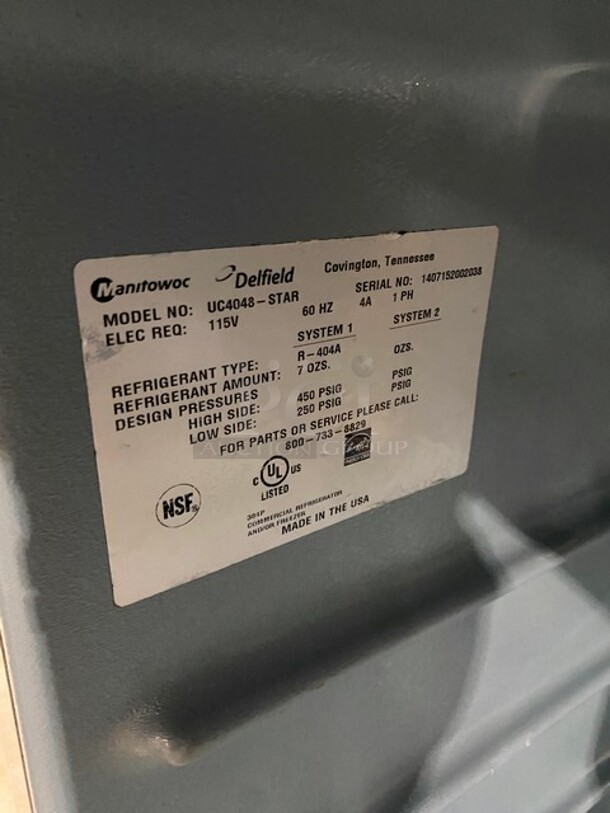 Manitowoc Delfield Covington, Tennessee
MODEL NO: UC4048-STAR SERIAL NO: 1407152002038
ELEC REQ: 115V 60 HZ 4A 1 PH
SYSTEM 1 SYSTEM 2
REFRIGERANT TYPE: R-404A
REFRIGERANT AMOUNT: 7 OZS. OZS.
DESIGN PRESSURES
HIGH SIDE: 450 PSIG PSIG
LOW SIDE: 250 PSIG PSIG
FOR PARTS OR SERVICE PLEASE CALL:
800-733-8829
AUCTION GROUP
NSF
C UL US
LISTED
391P
COMMERCIAL REFRIGERATOR
AND/OR FREEZER
MADE IN THE USA